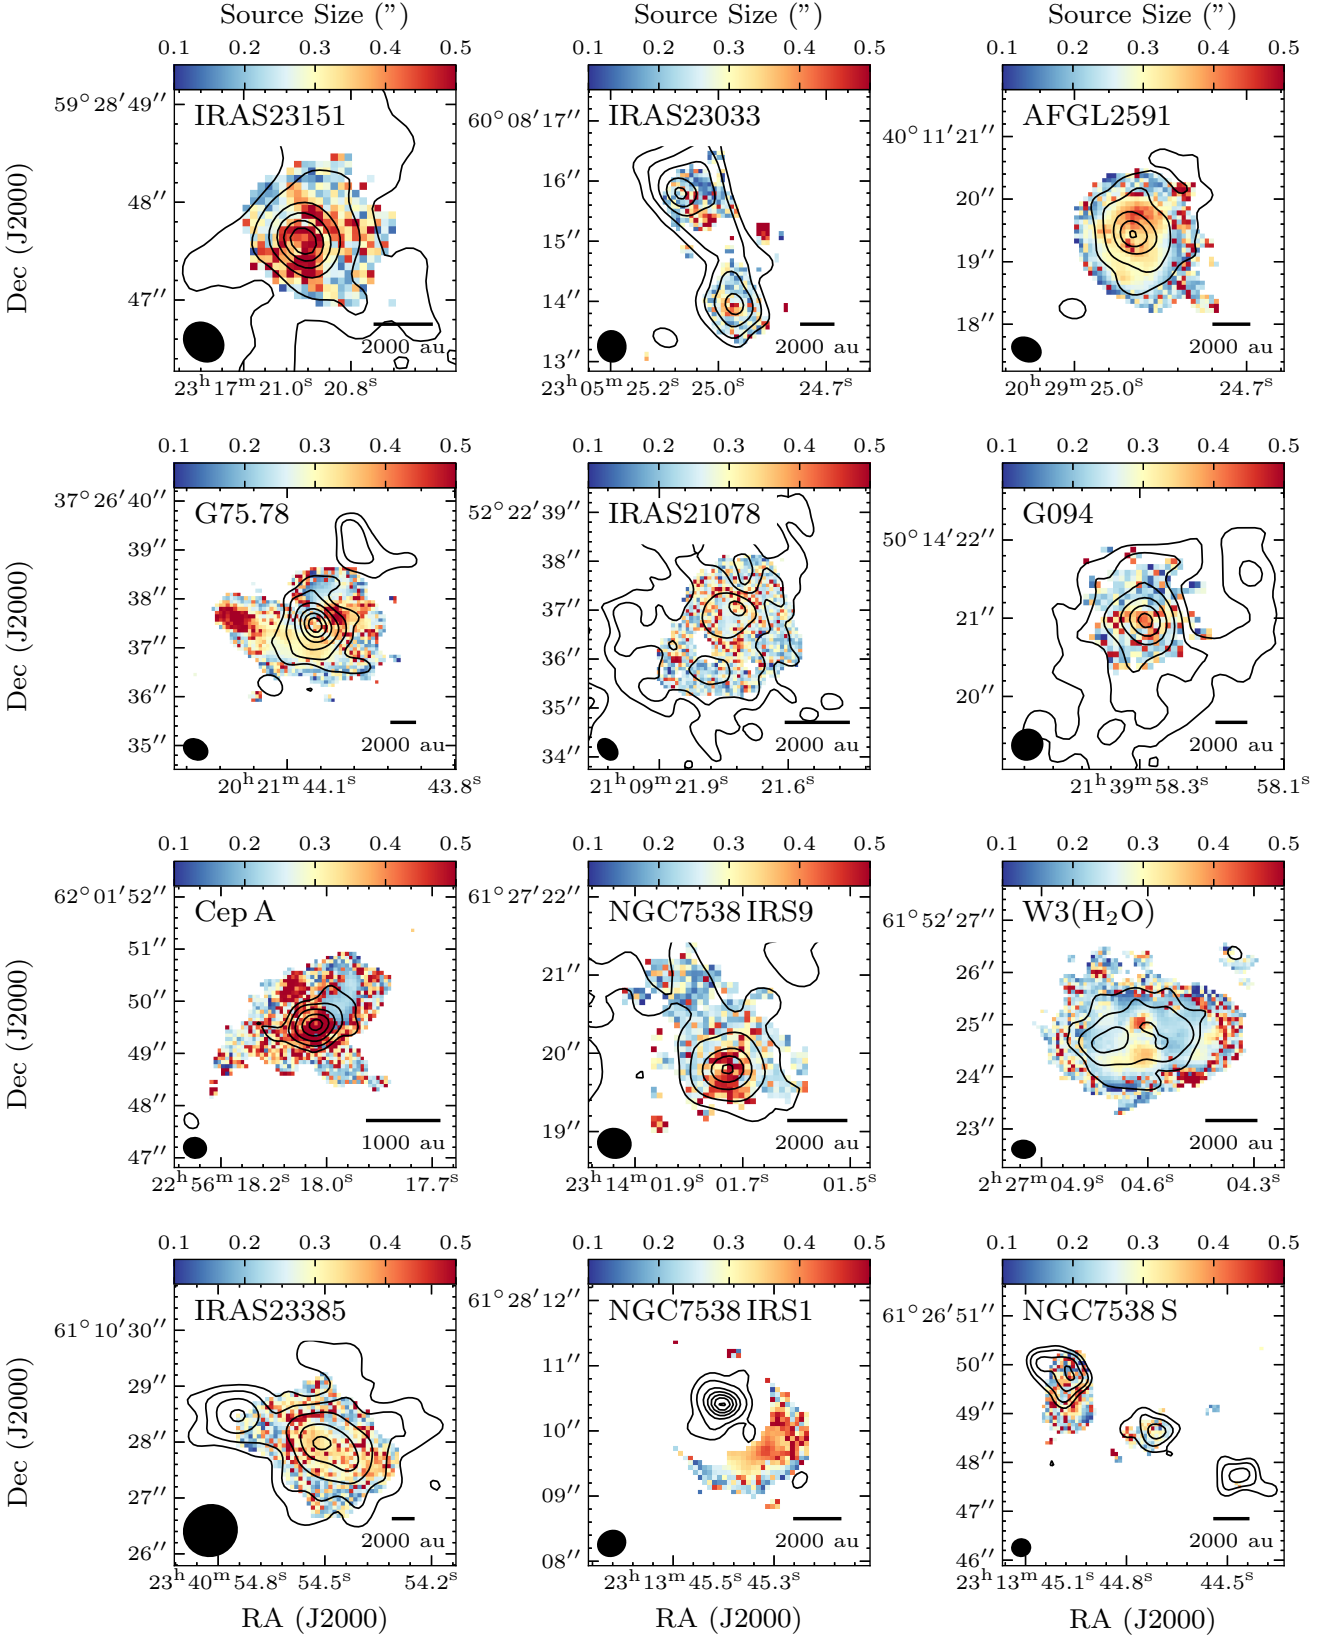 Source Size (") Source Size (") Source Size (")
0.1 0.2 0.3 0.4 0.5 0.1 0.2 0.3 0.4 0.5 0.1 0.2 0.3 0.4 0.5
IRAS23151 IRAS23033 AFGL2591
Dec (J2000)
59°28′49″ 48″ 47″
60°08′17″ 16″ 15″ 14″ 13″
40°11′21″ 20″ 19″ 18″
2000 au 2000 au 2000 au
23ʰ17ᵐ21.0ˢ 20.8ˢ 23ʰ05ᵐ25.2ˢ 25.0ˢ 24.7ˢ 20ʰ29ᵐ25.0ˢ 24.7ˢ
0.1 0.2 0.3 0.4 0.5 0.1 0.2 0.3 0.4 0.5 0.1 0.2 0.3 0.4 0.5
G75.78 IRAS21078 G094
Dec (J2000)
37°26′40″ 39″ 38″ 37″ 36″ 35″
52°22′39″ 38″ 37″ 36″ 35″ 34″
50°14′22″ 21″ 20″
2000 au 2000 au 2000 au
20ʰ21ᵐ44.1ˢ 43.8ˢ 21ʰ09ᵐ21.9ˢ 21.6ˢ 21ʰ39ᵐ58.3ˢ 58.1ˢ
0.1 0.2 0.3 0.4 0.5 0.1 0.2 0.3 0.4 0.5 0.1 0.2 0.3 0.4 0.5
Cep A NGC7538 IRS9 W3(H₂O)
Dec (J2000)
62°01′52″ 51″ 50″ 49″ 48″ 47″
61°27′22″ 21″ 20″ 19″
61°52′27″ 26″ 25″ 24″ 23″
1000 au 2000 au 2000 au
22ʰ56ᵐ18.2ˢ 18.0ˢ 17.7ˢ 23ʰ14ᵐ01.9ˢ 01.7ˢ 01.5ˢ 2ʰ27ᵐ04.9ˢ 04.6ˢ 04.3ˢ
0.1 0.2 0.3 0.4 0.5 0.1 0.2 0.3 0.4 0.5 0.1 0.2 0.3 0.4 0.5
IRAS23385 NGC7538 IRS1 NGC7538 S
Dec (J2000)
61°10′30″ 29″ 28″ 27″ 26″
61°28′12″ 11″ 10″ 09″ 08″
61°26′51″ 50″ 49″ 48″ 47″ 46″
2000 au 2000 au 2000 au
23ʰ40ᵐ54.8ˢ 54.5ˢ 54.2ˢ 23ʰ13ᵐ45.5ˢ 45.3ˢ 23ʰ13ᵐ45.1ˢ 44.8ˢ 44.5ˢ
RA (J2000) RA (J2000) RA (J2000)